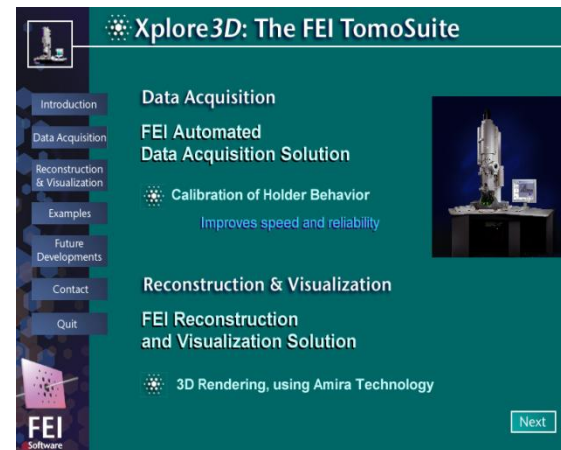 Xplore3D: The FEI TomoSuite
Introduction
Data Acquisition
Reconstruction
& Visualization
Examples
Future
Developments
Contact
Quit
FEI
Software
Data Acquisition
FEI Automated
Data Acquisition Solution
Calibration of Holder Behavior
Improves speed and reliability
Reconstruction & Visualization
FEI Reconstruction
and Visualization Solution
3D Rendering, using Amira Technology
Next